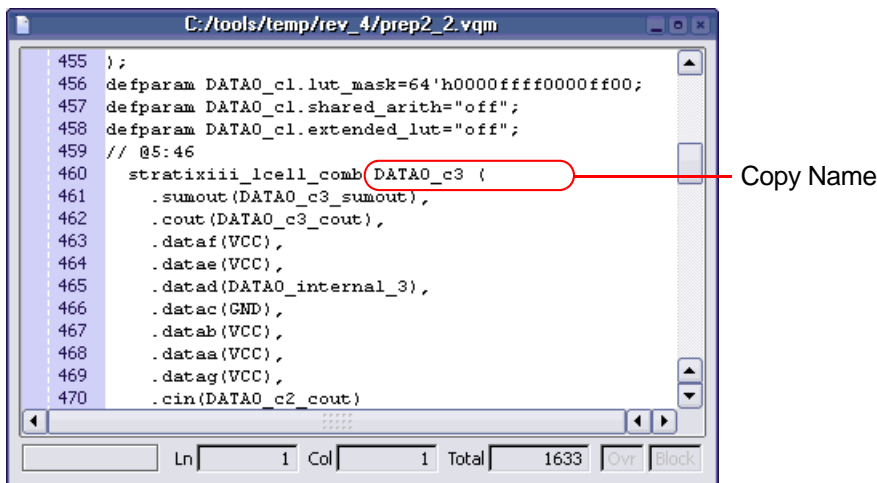 C:/tools/temp/rev_4/prep2_2.vqm
455 );
456 defparam DATA0_c1.lut_mask=64'h0000ffff0000ff00;
457 defparam DATA0_c1.shared_arith="off";
458 defparam DATA0_c1.extended_lut="off";
459 // @5:46
460 stratixiii_lcell_comb DATA0_c3 (
461 .sumout(DATA0_c3_sumout),
462 .cout(DATA0_c3_cout),
463 .dataf(VCC),
464 .datae(VCC),
465 .datad(DATA0_internal_3),
466 .datac(GND),
467 .datab(VCC),
468 .dataa(VCC),
469 .datag(VCC),
470 .cin(DATA0_c2_cout)
Copy Name
Ln 1 Col 1 Total 1633 Ovr Block